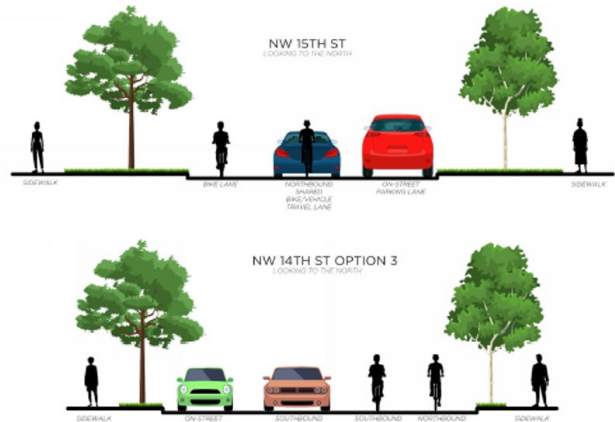 NW 15TH ST
LOOKING TO THE NORTH
SIDEWALK
BIKE LANE
NORTHBOUND
SHARED
BIKE/VEHICLE
TRAVEL LANE
ON-STREET
PARKING LANE
SIDEWALK
NW 14TH ST OPTION 3
LOOKING TO THE NORTH
SIDEWALK
ON-STREET
SOUTHBOUND
SOUTHBOUND
NORTHBOUND
SIDEWALK